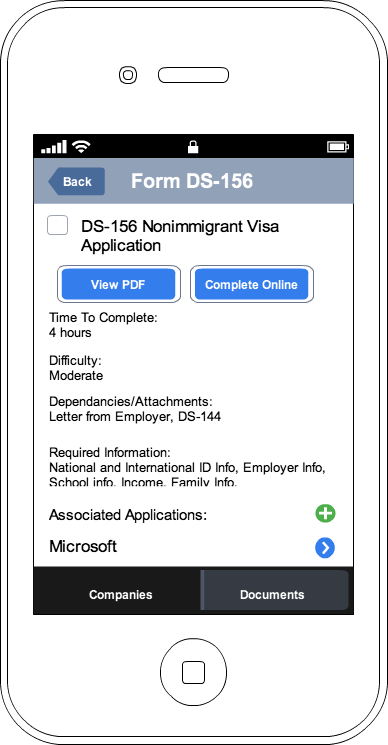 Back
Form DS-156
DS-156 Nonimmigrant Visa
Application
View PDF
Complete Online
Time To Complete:
4 hours
Difficulty:
Moderate
Dependancies/Attachments:
Letter from Employer, DS-144
Required Information:
National and International ID Info, Employer Info,
School info, Income, Family Info,
Associated Applications:
Microsoft
Companies
Documents